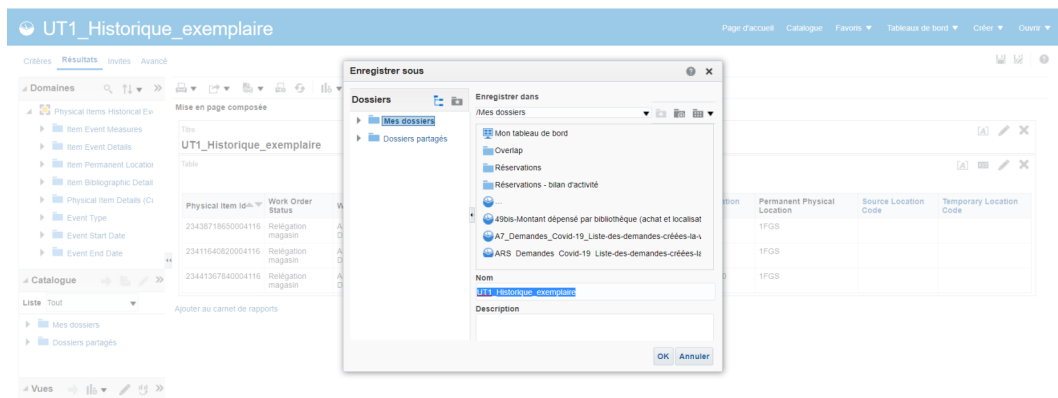 UT1_Historique_exemplaire
Page d'accueil Catalogue Favoris Tableaux de bord Créer Ouvrir
Critères Résultats Invites Avancé
Domaines
Physical Items Historical Ev
Item Event Measures
Item Event Details
Item Permanent Location
Item Bibliographic Detail
Physical Item Details (Cu
Event Type
Event Start Date
Event End Date
Catalogue
Liste Tout
Mes dossiers
Dossiers partagés
Vues
Mise en page composée
Titre
UT1_Historique_exemplaire
Table
Physical Item Id Work Order Status W
23438718650004116 Relégation magasin
23411640820004116 Relégation magasin
23441367840004116 Relégation magasin
Ajouter au carnet de rapports
Permanent Physical Location Source Location Code Temporary Location Code
1FGS
1FGS
1FGS
Enregistrer sous
Dossiers
Mes dossiers
Dossiers partagés
Enregistrer dans
/Mes dossiers
Mon tableau de bord
Overlap
Réservations
Réservations - bilan d'activité
...
49bis-Montant dépensé par bibliothèque (achat et localisat
A7_Demandes_Covid-19_Liste-des-demandes-créées-la-v
ARS Demandes Covid-19 Liste-des-demandes-créées-la
Nom
UT1_Historique_exemplaire
Description
OK Annuler